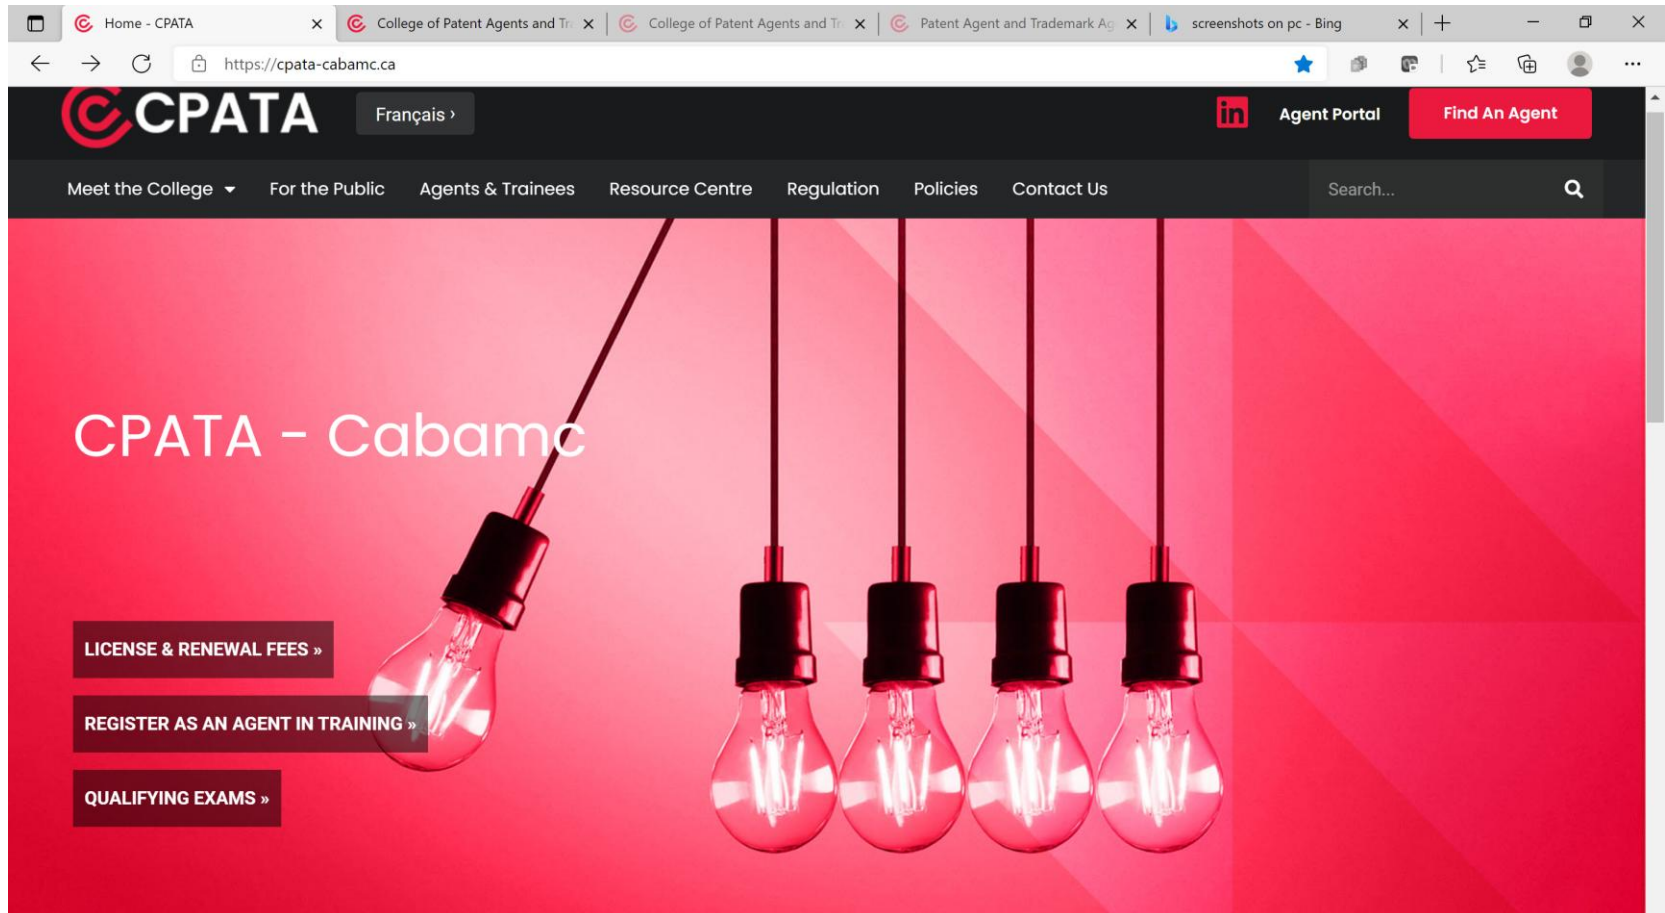 Home - CPATA
College of Patent Agents and Tr
College of Patent Agents and Tr
Patent Agent and Trademark Ag
screenshots on pc - Bing
https://cpata-cabamc.ca
CPATA
Français ›
in
Agent Portal
Find An Agent
Meet the College
For the Public
Agents & Trainees
Resource Centre
Regulation
Policies
Contact Us
Search...
CPATA - Cabamc
LICENSE & RENEWAL FEES »
REGISTER AS AN AGENT IN TRAINING »
QUALIFYING EXAMS »